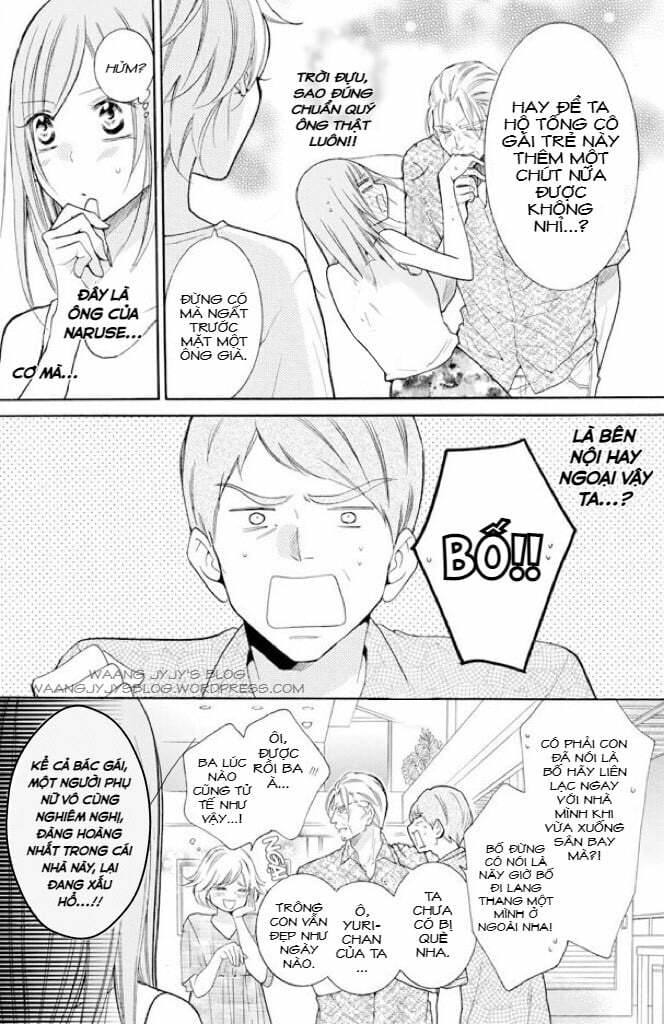 HAY ĐỂ TA
HỘ TỐNG CÔ
GÁI TRẺ NÀY
THÊM MỘT
CHÚT NỮA
ĐƯỢC
KHÔNG
NHỈ...?
TRỜI ĐỰU,
SAO ĐÚNG
CHUẨN QUÝ
ÔNG THẬT
LUÔN!!
HỬM?
ĐỪNG CÓ
MÀ NGẤT
TRƯỚC
MẶT MỘT
ÔNG GIÀ.
ĐÂY LÀ
ÔNG CỦA
NARUSE...
CƠ MÀ...
LÀ BÊN
NỘI HAY
NGOẠI VẬY
TA...?
BỐ!!
WAANG JYJY'S BLOG
WAANGJYJYSBLOG.WORDPRESS.COM
CÓ PHẢI CON
ĐÃ NÓI LÀ
BỐ HÃY LIÊN
LẠC NGAY
VỚI NHÀ
MÌNH KHI
VỪA XUỐNG
SÂN BAY
MÀ?!
BỐ ĐỪNG
CÓ NÓI LÀ
NÀY GIỜ BỐ
ĐI LANG
THANG MỘT
MÌNH Ở
NGOÀI NHA!
TA
CHƯA
CÓ BỊ
QUÈ
NHA.
ÔI,
ĐƯỢC
RỒI BA
À...
BA LÚC
NÀO
CŨNG TỬ
TẾ NHƯ
VẬY...!
Ô,
YURI-
CHAN
CỦA TA
...
TRÔNG
CON VẪN
ĐẸP NHƯ
NGÀY
NÀO.
KỂ CẢ BÁC GÁI,
MỘT NGƯỜI PHỤ
NỮ VÔ CÙNG
NGHIÊM NGHỊ,
ĐÀNG HOÀNG
NHẤT TRONG CÁI
NHÀ NÀY, LẠI
ĐANG XẤU
HỔ...!!